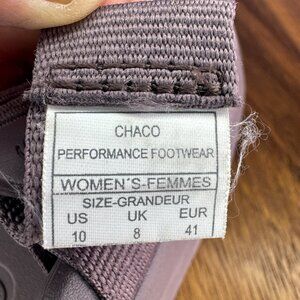 CHACO
PERFORMANCE FOOTWEAR
WOMEN'S-FEMMES
SIZE-GRANDEUR
US UK EUR
10 8 41